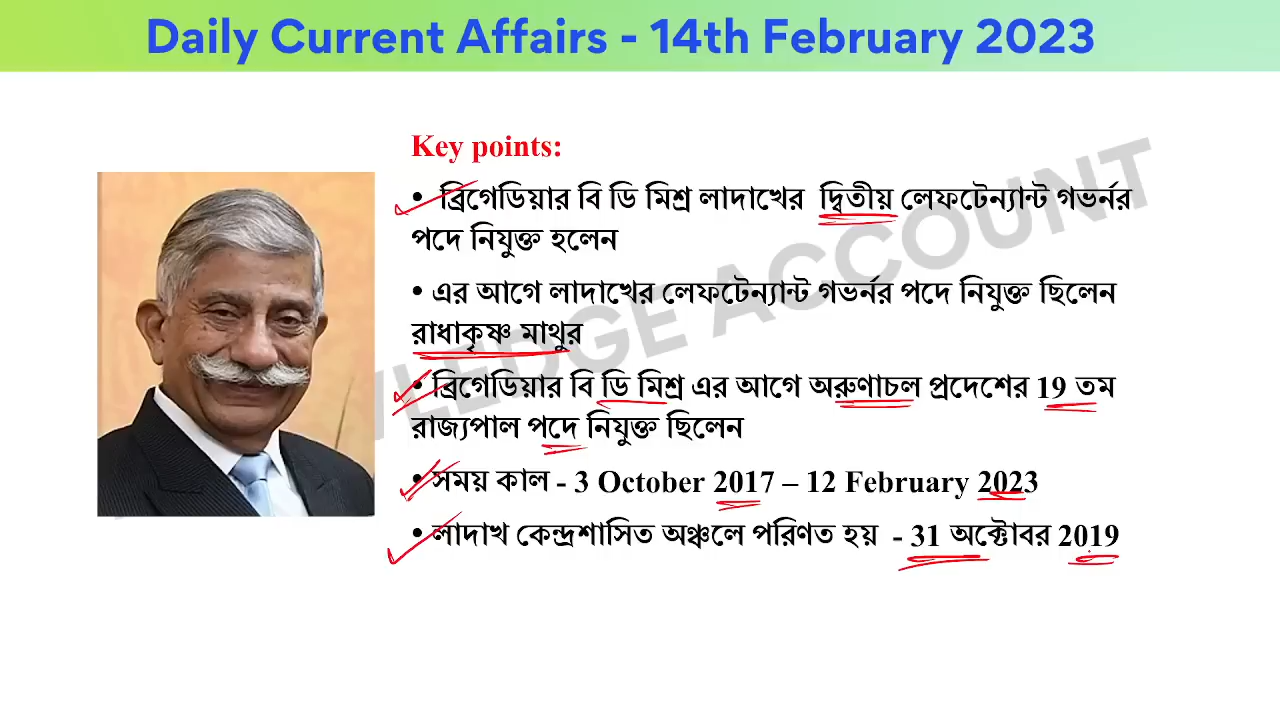 Daily Current Affairs - 14th February 2023
Key points:
• ব্রিগেডিয়ার বি ডি মিশ্র লাদাখের দ্বিতীয় লেফটেন্যান্ট গভর্নর
পদে নিযুক্ত হলেন
• এর আগে লাদাখের লেফটেন্যান্ট গভর্নর পদে নিযুক্ত ছিলেন
রাধাকৃষ্ণ মাথুর
• ব্রিগেডিয়ার বি ডি মিশ্র এর আগে অরুণাচল প্রদেশের 19 তম
রাজ্যপাল পদে নিযুক্ত ছিলেন
• সময় কাল - 3 October 2017 – 12 February 2023
• লাদাখ কেন্দ্রশাসিত অঞ্চলে পরিণত হয় - 31 অক্টোবর 2019
WLEDGE ACCOUNT